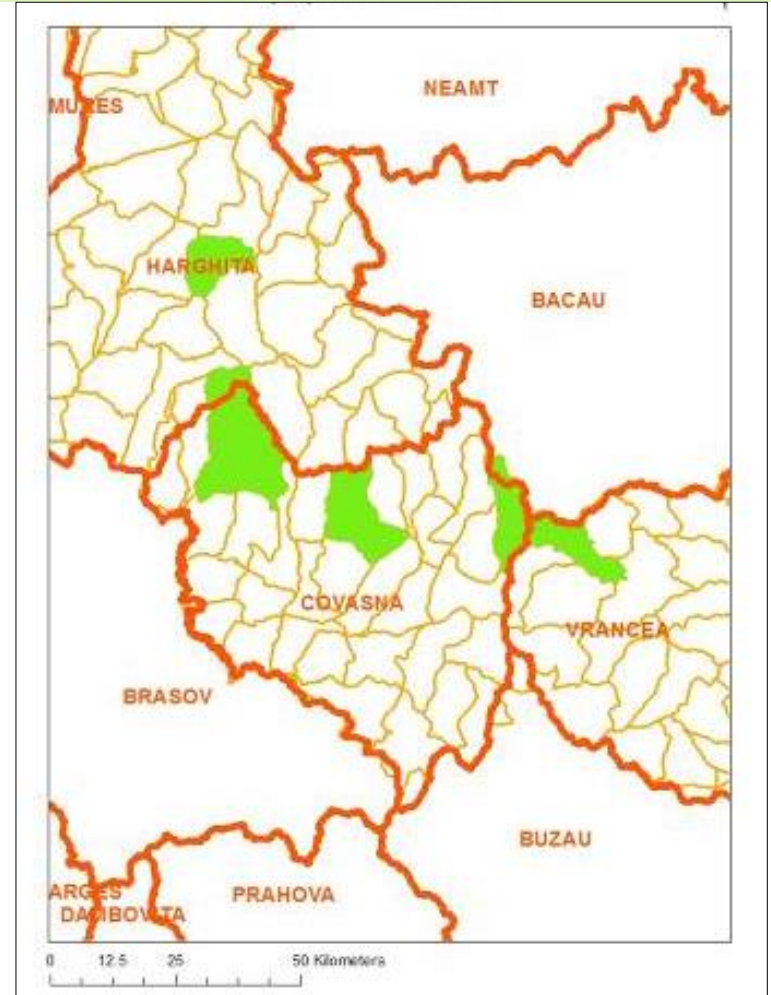 NEAMT
MURES
HARGHITA
BACAU
COVASNA
VRANCEA
BRASOV
BUZAU
ARGES
PRAHOVA
DAMBOVITA
0 12.5 25 50 Kilometers